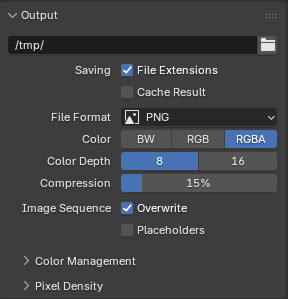 Output
/tmp/
Saving File Extensions
Cache Result
File Format PNG
Color BW RGB RGBA
Color Depth 8 16
Compression 15%
Image Sequence Overwrite
Placeholders
Color Management
Pixel Density